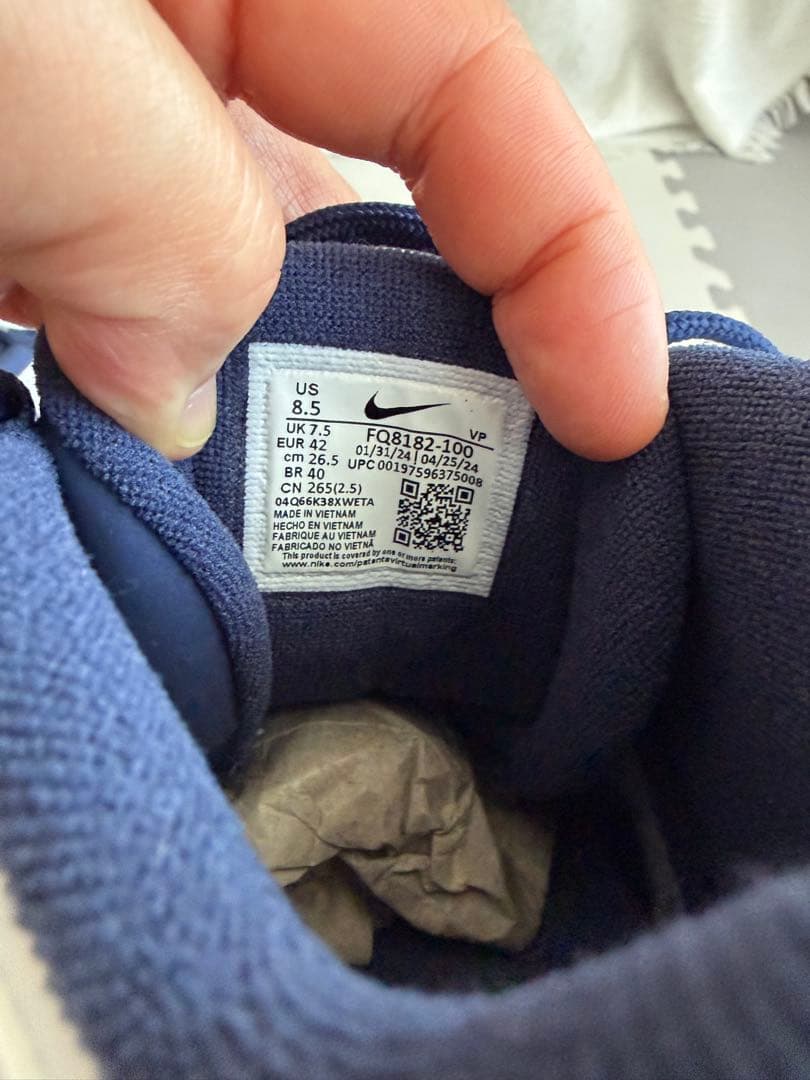 US
8.5
UK 7.5
EUR 42
cm 26.5
BR 40
CN 265(2.5)
VP
FQ8182-100
01/31/24 | 04/25/24
UPC 00197596375008
04Q66K38XWETA
MADE IN VIETNAM
HECHO EN VIETNAM
FABRIQUE AU VIETNAM
FABRICADO NO VIETNÃ
This product is covered by one or more patents:
www.nike.com/patentsvirtualmarking